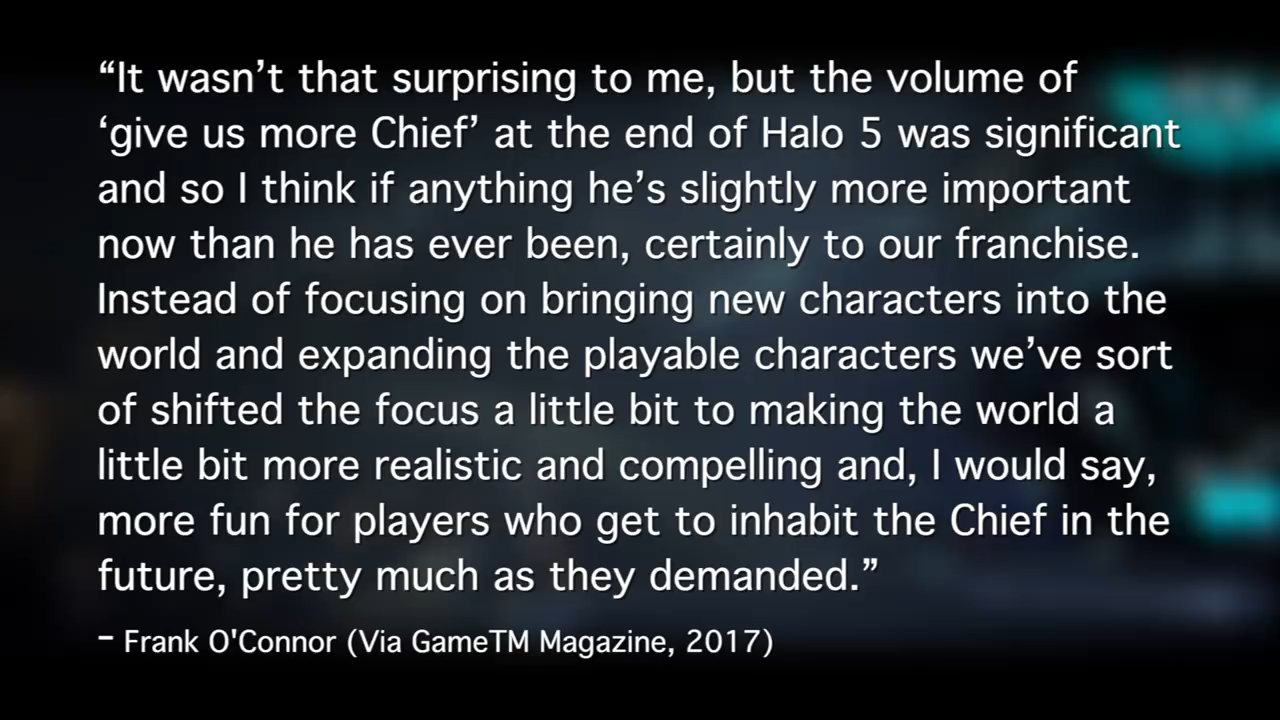 “It wasn’t that surprising to me, but the volume of
‘give us more Chief’ at the end of Halo 5 was significant
and so I think if anything he’s slightly more important
now than he has ever been, certainly to our franchise.
Instead of focusing on bringing new characters into the
world and expanding the playable characters we’ve sort
of shifted the focus a little bit to making the world a
little bit more realistic and compelling and, I would say,
more fun for players who get to inhabit the Chief in the
future, pretty much as they demanded.”
– Frank O'Connor (Via GameTM Magazine, 2017)